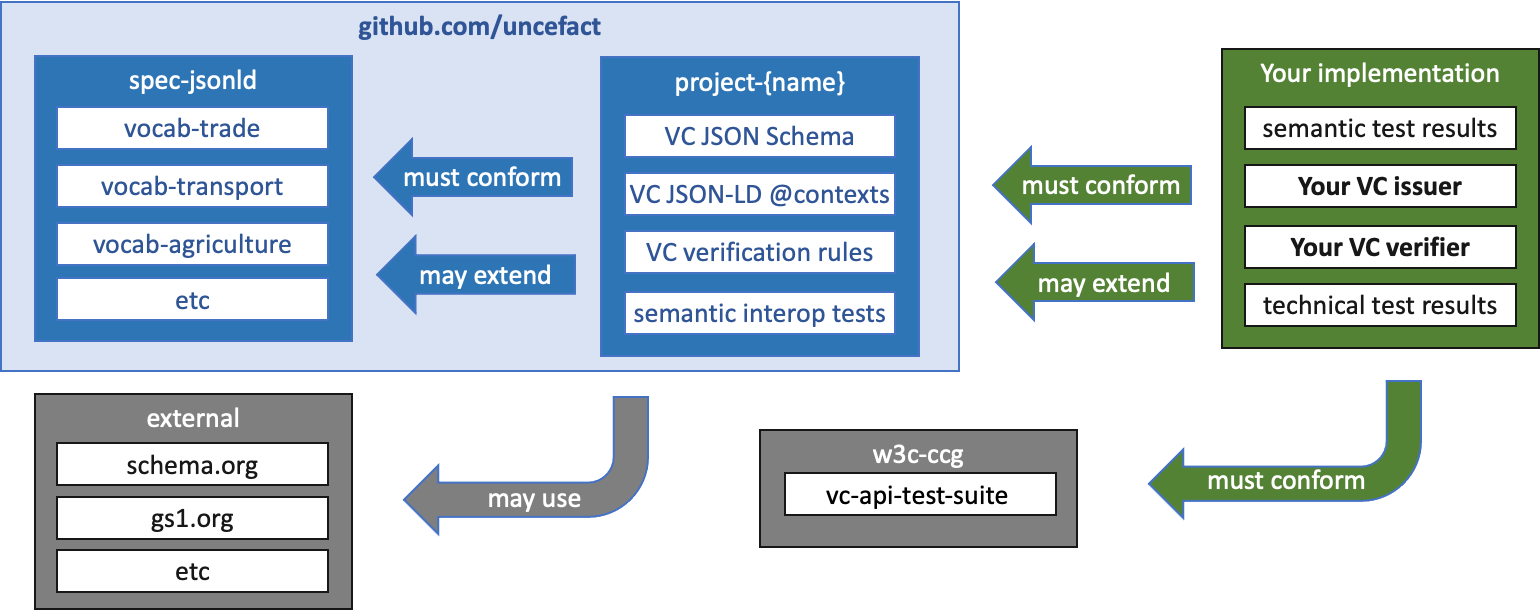 github.com/uncefact
spec-jsonld
vocab-trade
vocab-transport
vocab-agriculture
etc
must conform
may extend
project-{name}
VC JSON Schema
VC JSON-LD @contexts
VC verification rules
semantic interop tests
must conform
may extend
Your implementation
semantic test results
Your VC issuer
Your VC verifier
technical test results
external
schema.org
gs1.org
etc
may use
w3c-ccg
vc-api-test-suite
must conform